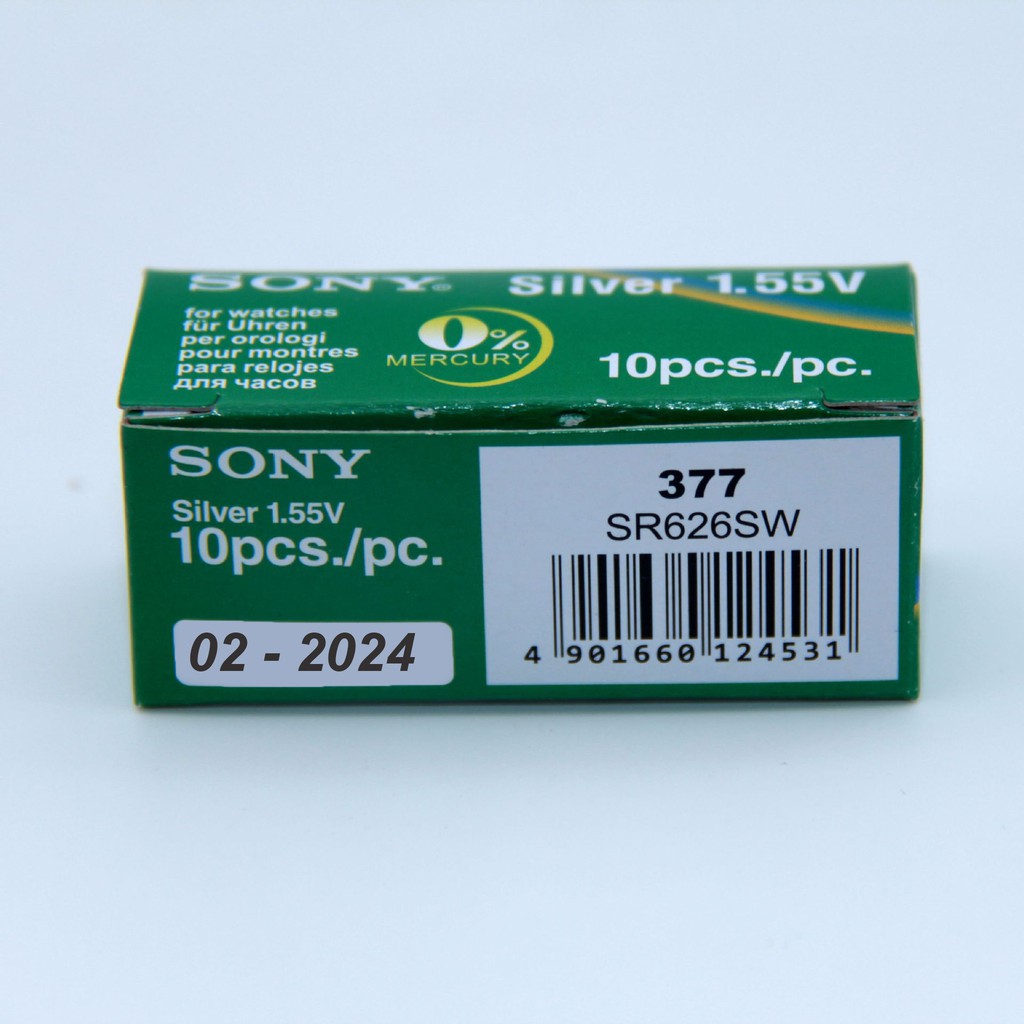 SONY®
Silver 1.55V
for watches
für Uhren
per orologi
pour montres
para relojes
для часов
0%
MERCURY
10pcs./pc.
SONY
Silver 1.55V
10pcs./pc.
02 - 2024
377
SR626SW
4 901660 124531